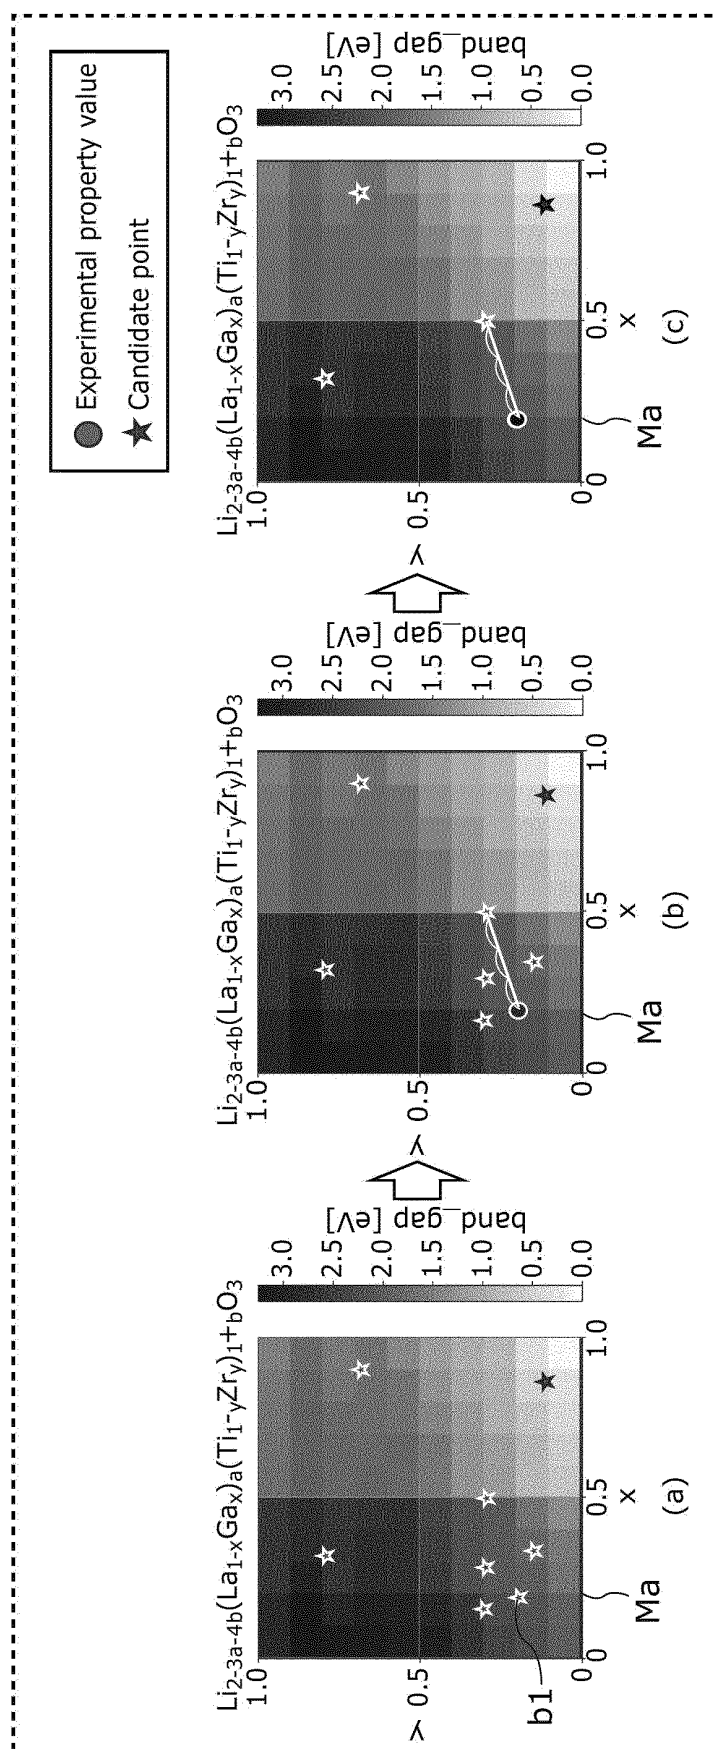 Experimental property value
Candidate point
Li2-3a-4b(La1-xGax)a(Ti1-yZry)1+bO3
1.0
0.5
0
y
0
0.5
1.0
x
3.0
2.5
2.0
1.5
1.0
0.5
0.0
band_gap [eV]
b1
Ma
(a)
Li2-3a-4b(La1-xGax)a(Ti1-yZry)1+bO3
1.0
0.5
0
y
0
0.5
1.0
x
3.0
2.5
2.0
1.5
1.0
0.5
0.0
band_gap [eV]
Ma
(b)
Li2-3a-4b(La1-xGax)a(Ti1-yZry)1+bO3
1.0
0.5
0
y
0
0.5
1.0
x
3.0
2.5
2.0
1.5
1.0
0.5
0.0
band_gap [eV]
Ma
(c)